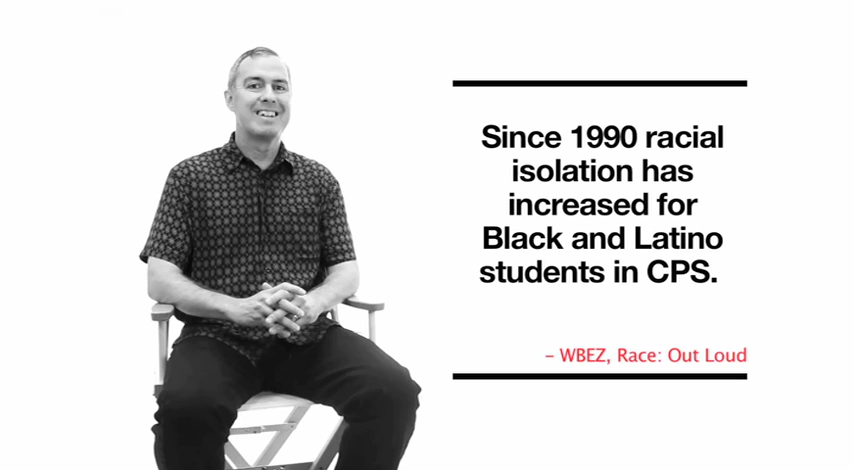 Since 1990 racial
isolation has
increased for
Black and Latino
students in CPS.
– WBEZ, Race: Out Loud